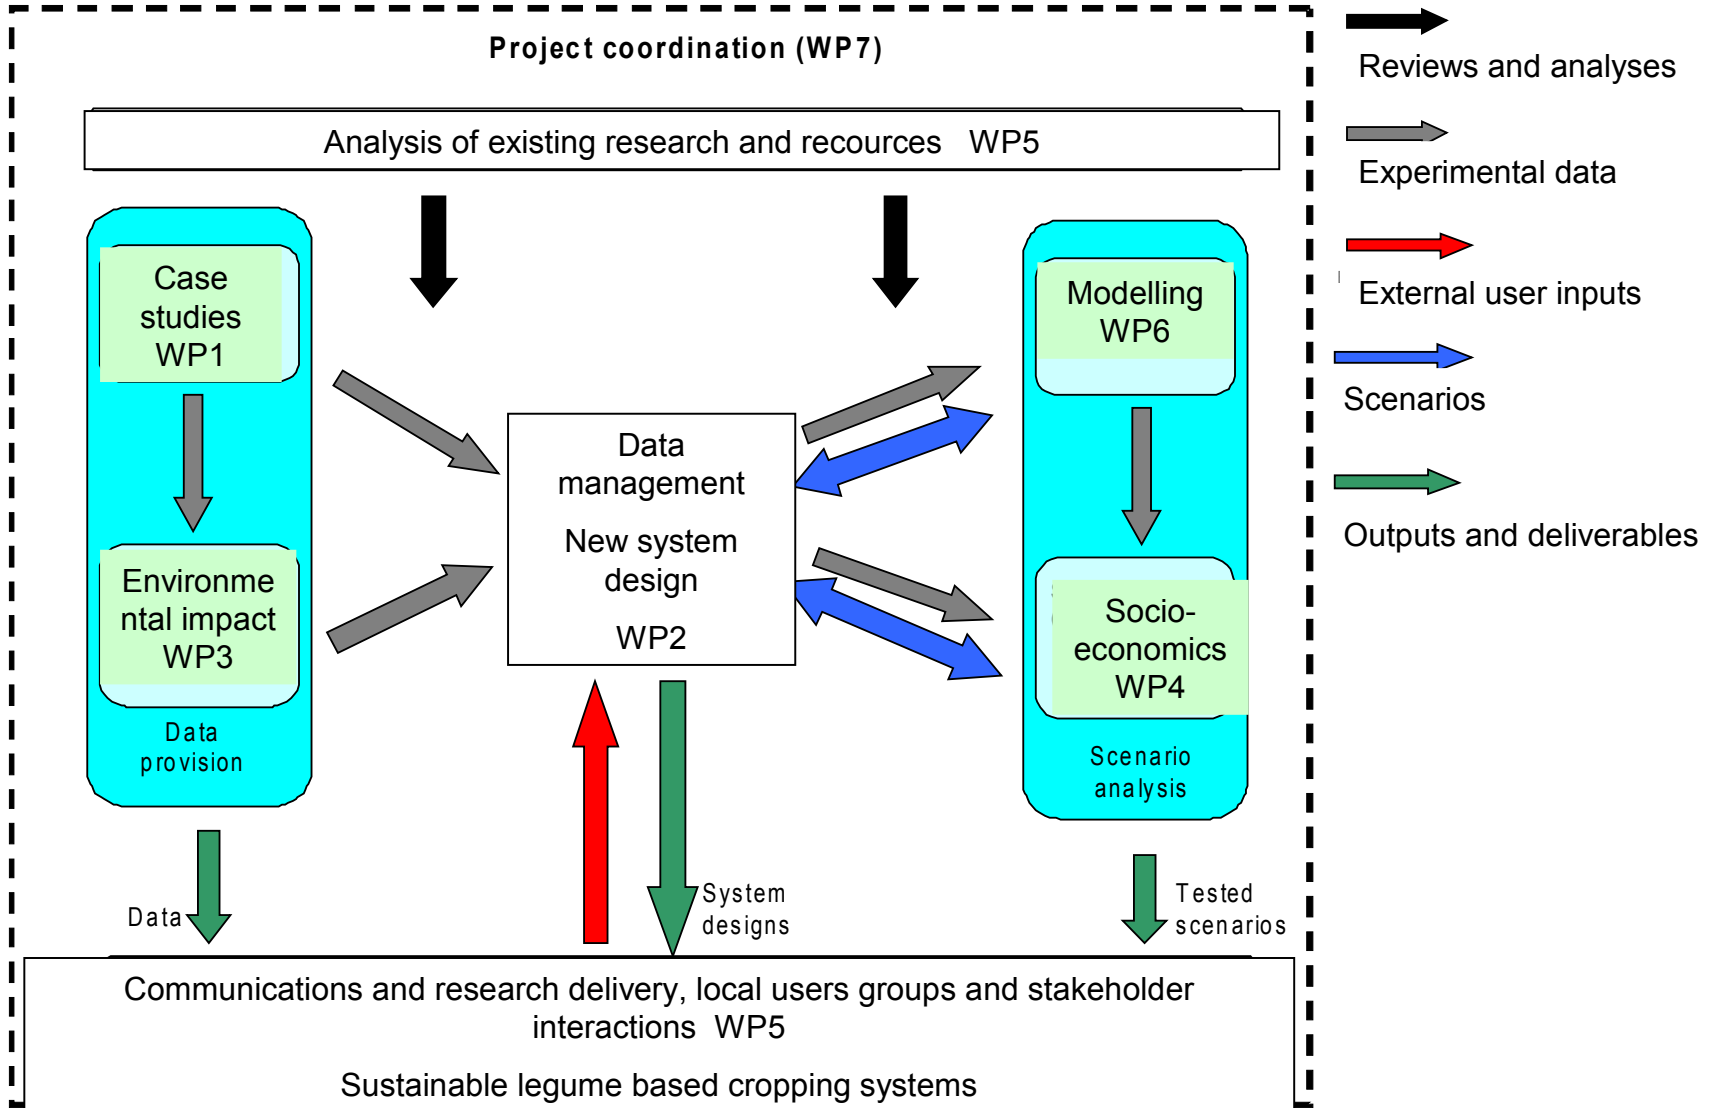 Project coordination (WP7)
Analysis of existing research and recources WP5
Case
studies
WP1
Environme
ntal impact
WP3
Data
provision
Data
management
New system
design
WP2
Modelling
WP6
Socio-
economics
WP4
Scenario
analysis
Data
System
designs
Tested
scenarios
Communications and research delivery, local users groups and stakeholder
interactions WP5
Sustainable legume based cropping systems
Reviews and analyses
Experimental data
External user inputs
Scenarios
Outputs and deliverables